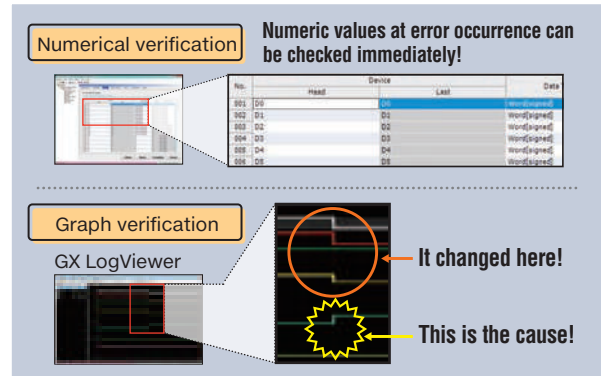 Numerical verification
Numeric values at error occurrence can
be checked immediately!
Device
No.
Head
Last
Date
001 D0 D0 Word[signed]
002 D1 D1 Word[signed]
003 D2 D2 Word[signed]
004 D3 D3 Word[signed]
005 D4 D4 Word[signed]
006 D5 D5 Word[signed]
Graph verification
GX LogViewer
It changed here!
This is the cause!